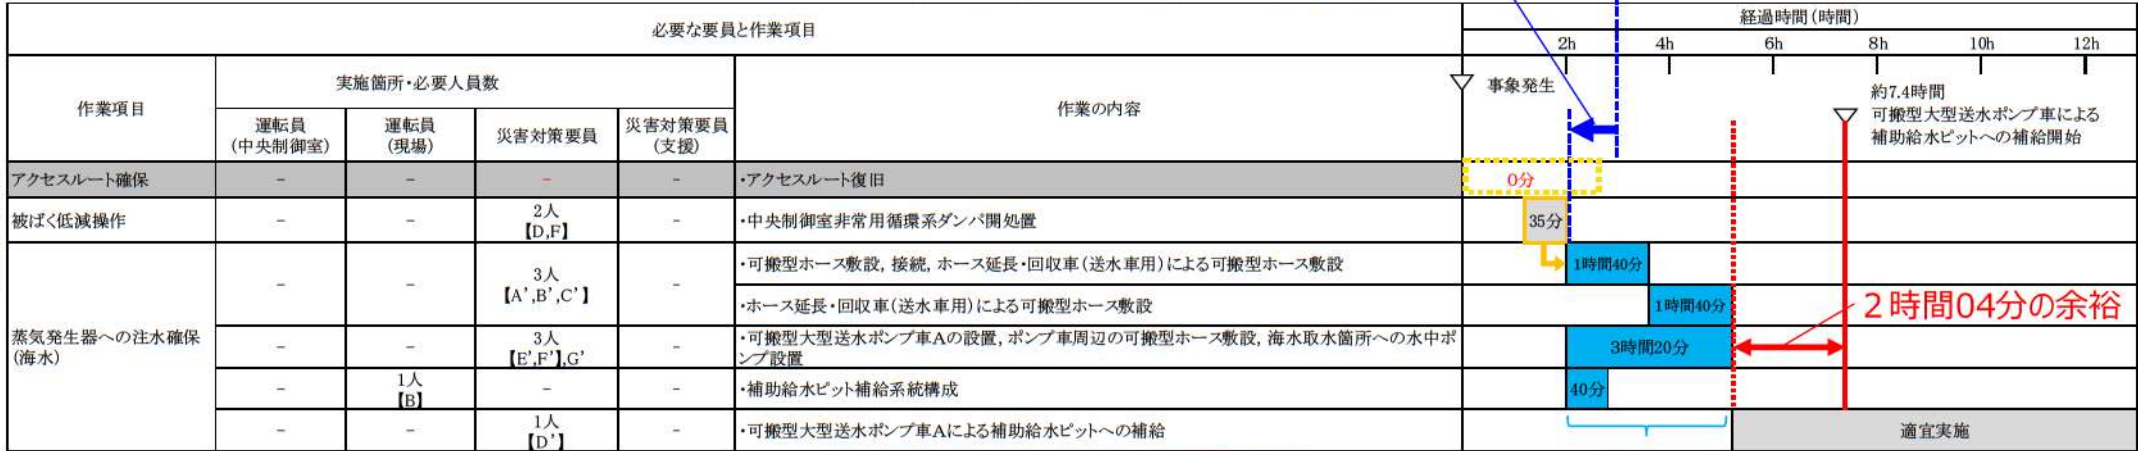 必要な要員と作業項目
経過時間(時間)
2h 4h 6h 8h 10h 12h
作業項目
実施箇所・必要人員数
作業の内容
運転員
(中央制御室)
運転員
(現場)
災害対策要員
災害対策要員
(支援)
事象発生
約7.4時間
可搬型大型送水ポンプ車による
補助給水ピットへの補給開始
アクセスルート確保
-
-
-
-
・アクセスルート復旧
0分
被ばく低減操作
-
-
2人
【D,F】
-
・中央制御室非常用循環系ダンパ開処置
35分
蒸気発生器への注水確保
(海水)
-
-
3人
【A',B',C'】
-
・可搬型ホース敷設, 接続, ホース延長・回収車(送水車用)による可搬型ホース敷設
1時間40分
・ホース延長・回収車(送水車用)による可搬型ホース敷設
1時間40分
2時間04分の余裕
-
-
3人
【E',F'】,G'
-
・可搬型大型送水ポンプ車Aの設置, ポンプ車周辺の可搬型ホース敷設, 海水取水箇所への水中ポ
ンプ設置
3時間20分
-
1人
【B】
-
-
・補助給水ピット補給系統構成
40分
-
-
1人
【D'】
-
・可搬型大型送水ポンプ車Aによる補助給水ピットへの補給
適宜実施